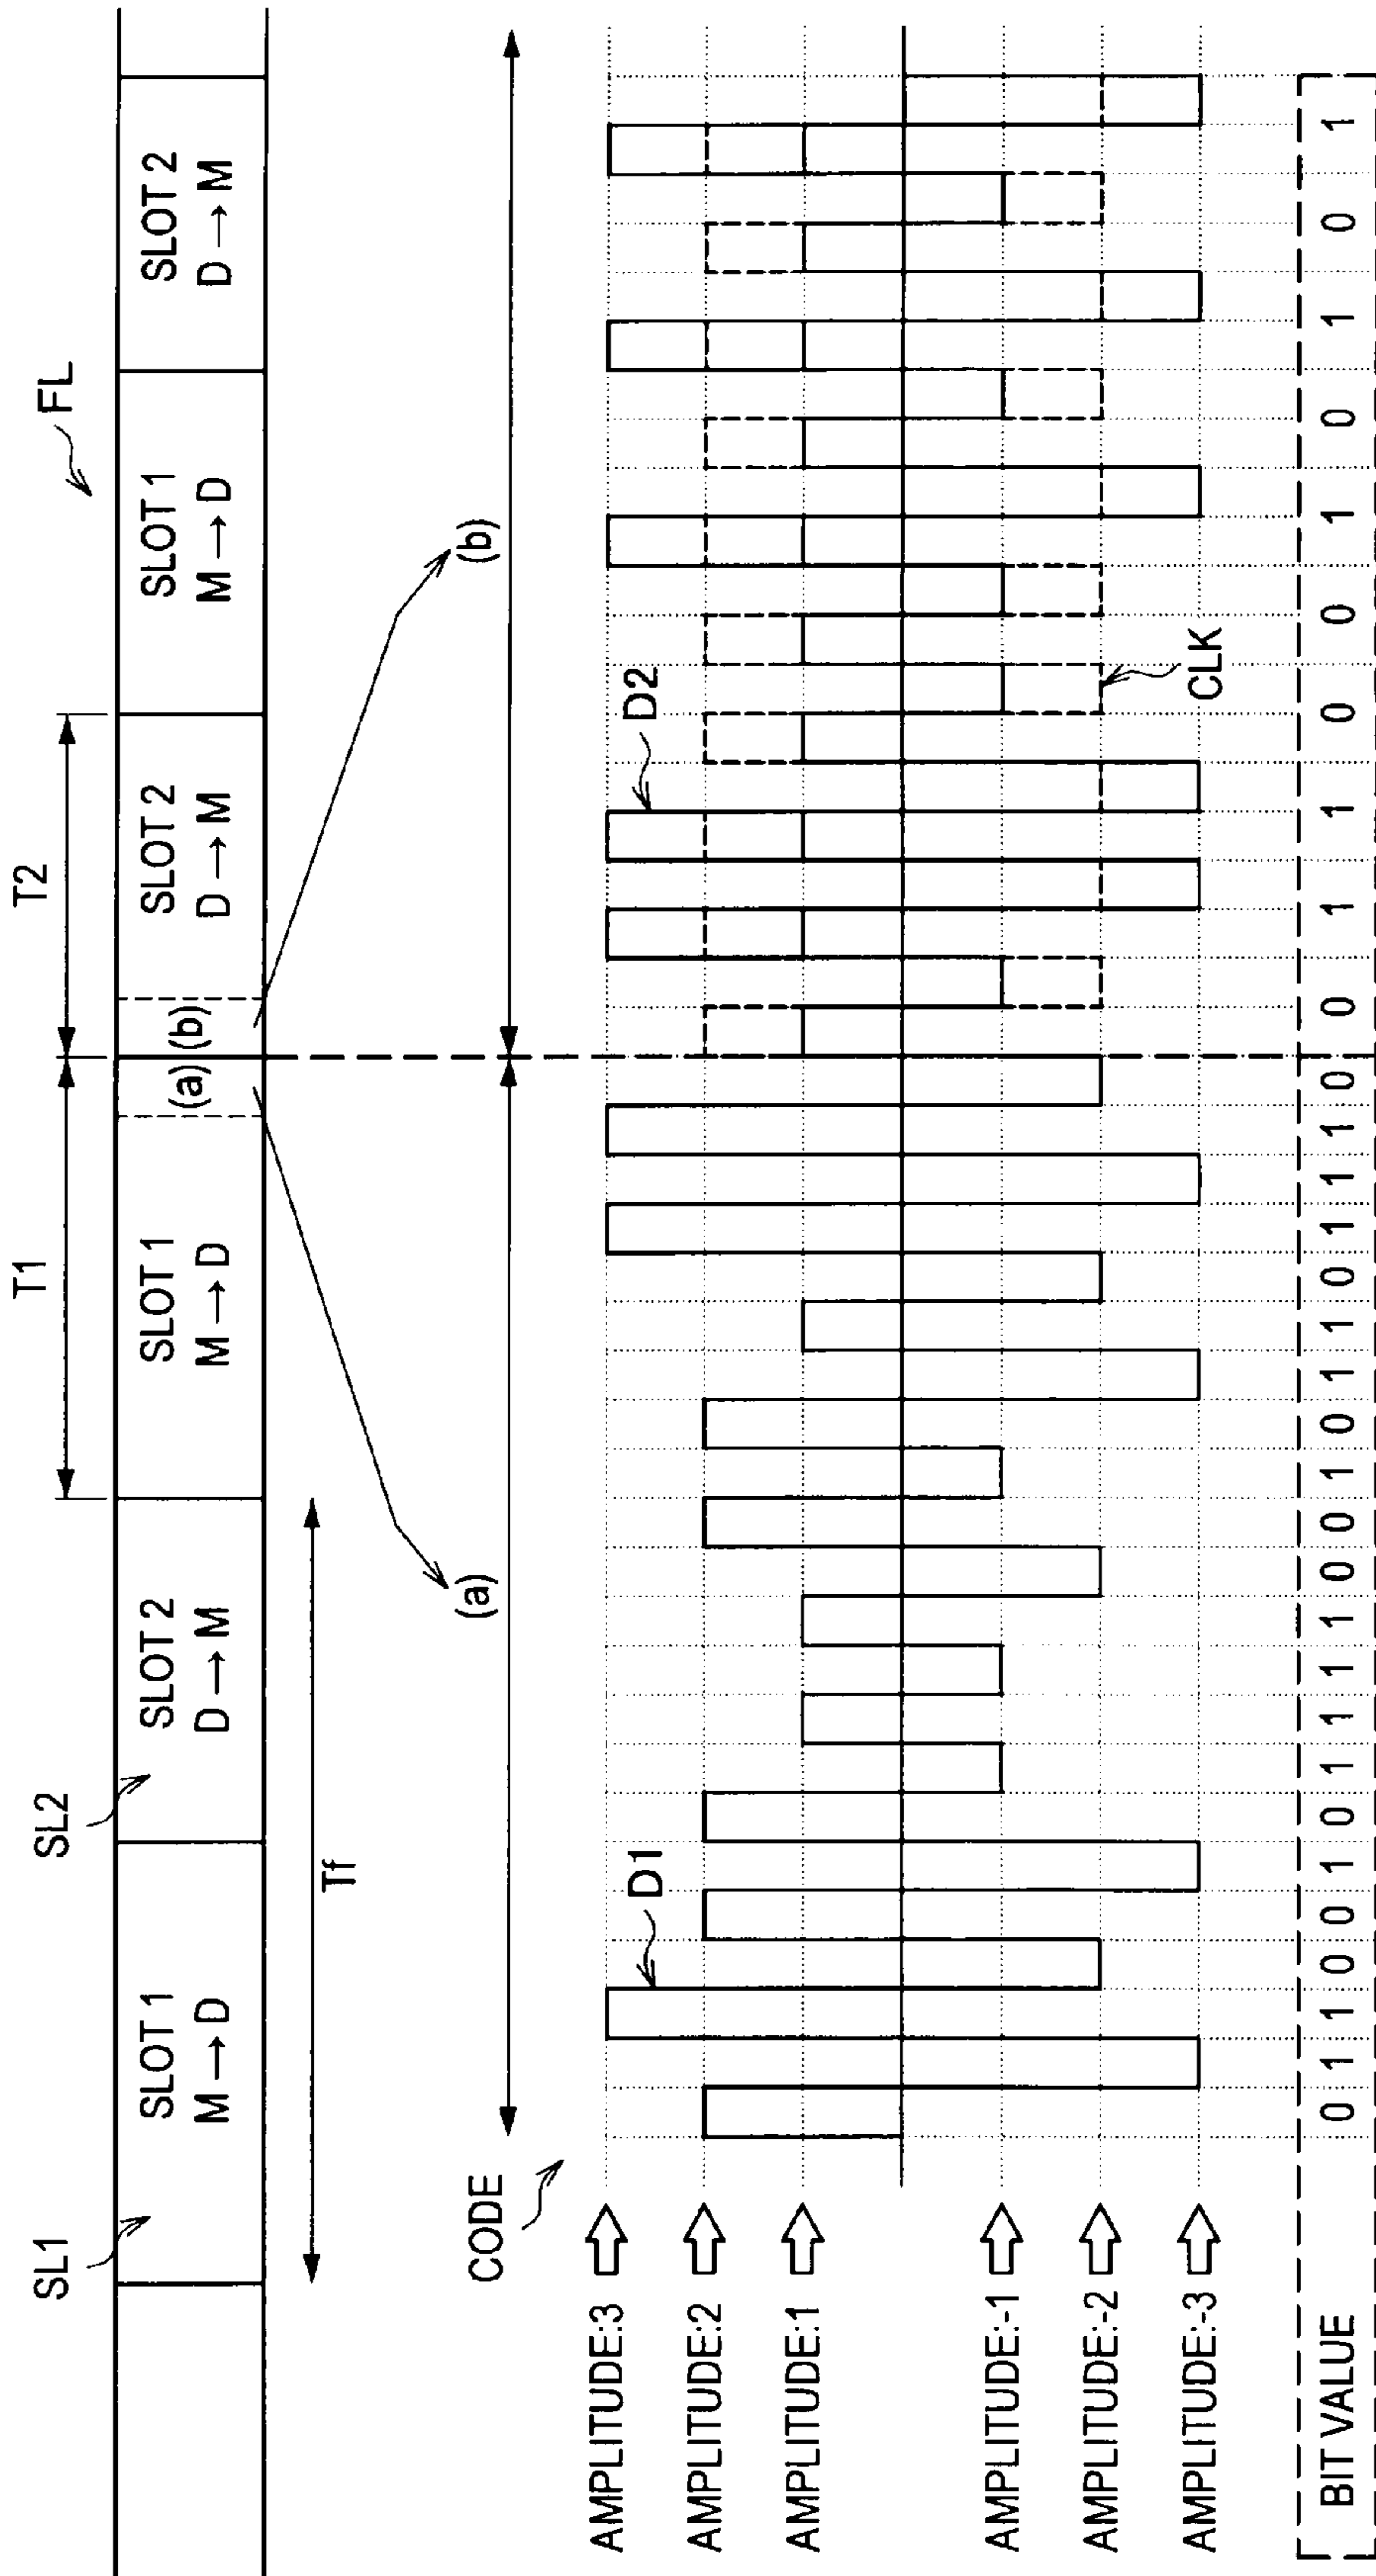 SL1
SL2
T1
T2
FL
SLOT 1
M→D
SLOT 2
D→M
SLOT 1
M→D
(a)
(b)
SLOT 2
D→M
SLOT 1
M→D
SLOT 2
D→M
Tf
CODE
(a)
(b)
AMPLITUDE:3
AMPLITUDE:2
AMPLITUDE:1
AMPLITUDE:-1
AMPLITUDE:-2
AMPLITUDE:-3
D1
D2
CLK
BIT VALUE 0 1 1 0 0 1 0 1 1 1 1 0 0 1 0 1 1 0 1 1 1 0 0 1 1 0 0 1 0 1 0 1